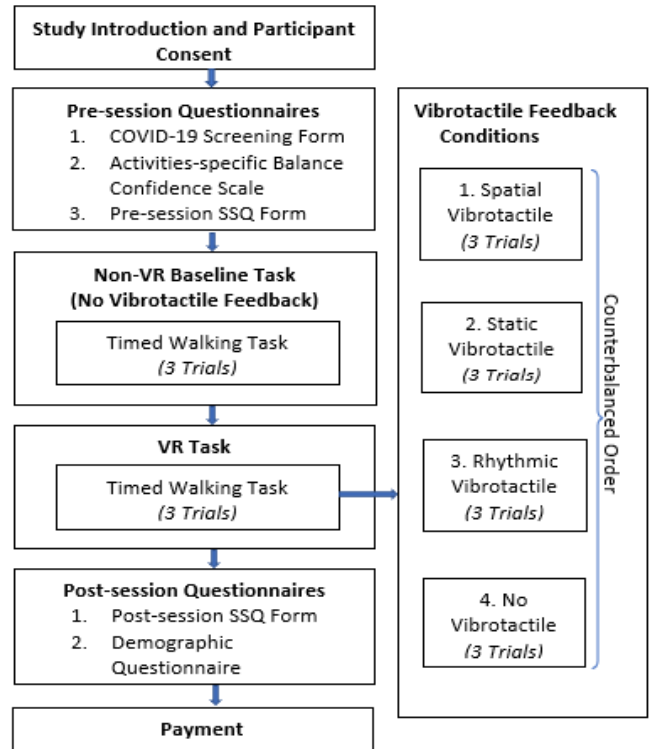 Study Introduction and Participant
Consent
Pre-session Questionnaires
1. COVID-19 Screening Form
2. Activities-specific Balance
Confidence Scale
3. Pre-session SSQ Form
Non-VR Baseline Task
(No Vibrotactile Feedback)
Timed Walking Task
(3 Trials)
VR Task
Timed Walking Task
(3 Trials)
Post-session Questionnaires
1. Post-session SSQ Form
2. Demographic
Questionnaire
Payment
Vibrotactile Feedback
Conditions
1. Spatial
Vibrotactile
(3 Trials)
2. Static
Vibrotactile
(3 Trials)
3. Rhythmic
Vibrotactile
(3 Trials)
4. No
Vibrotactile
(3 Trials)
Counterbalanced Order